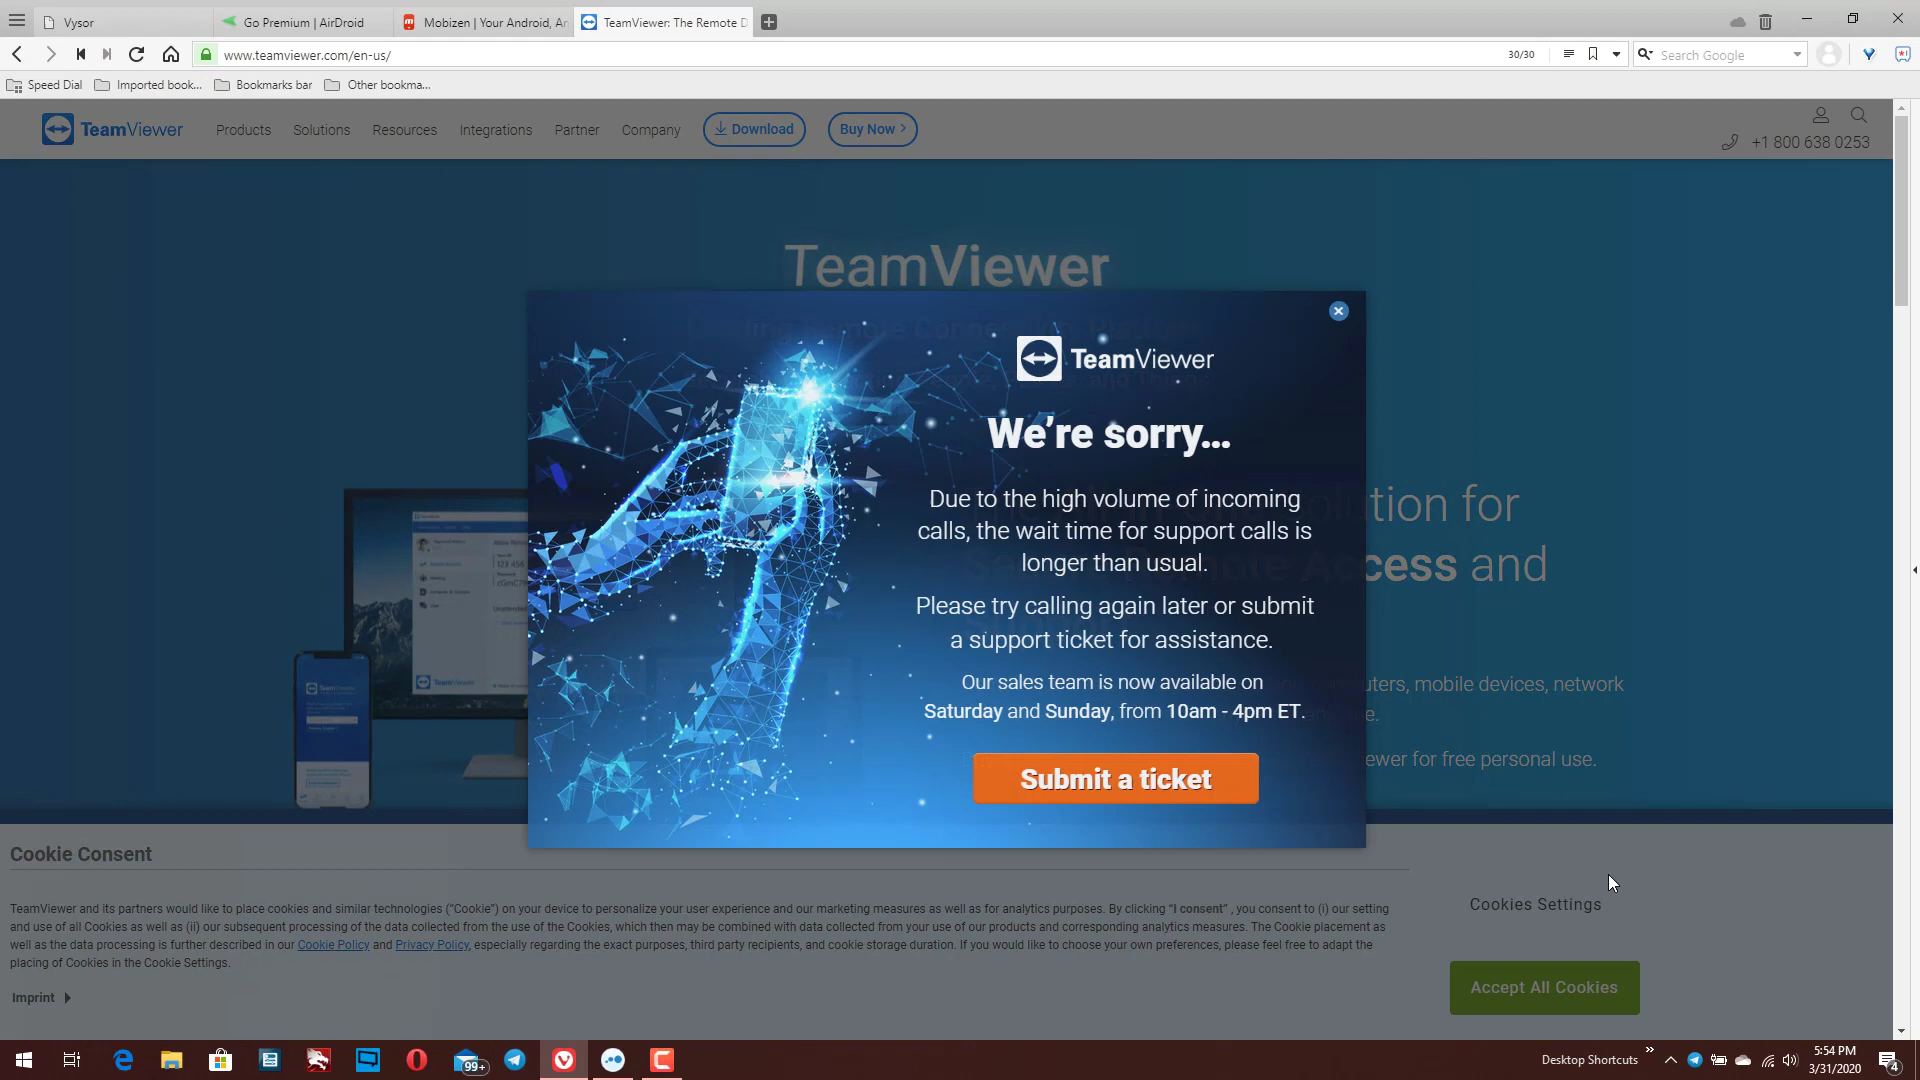 Vysor
Go Premium | AirDroid
Mobizen | Your Android, An
TeamViewer: The Remote D
www.teamviewer.com/en-us/
30/30
Search Google
Speed Dial
Imported book...
Bookmarks bar
Other bookma...
TeamViewer
Products
Solutions
Resources
Integrations
Partner
Company
Download
Buy Now >
+1 800 638 0253
TeamViewer
TeamViewer
We're sorry...
Due to the high volume of incoming
calls, the wait time for support calls is
longer than usual.
Please try calling again later or submit
a support ticket for assistance.
Our sales team is now available on
Saturday and Sunday, from 10am - 4pm ET.
Submit a ticket
for
Access and
mobile devices, network
for free personal use.
TeamViewer
Cookie Consent
TeamViewer and its partners would like to place cookies and similar technologies ("Cookie") on your device to personalize your user experience and our marketing measures as well as for analytics purposes. By clicking "I consent" , you consent to (i) our setting
and use of all Cookies as well as (ii) our subsequent processing of the data collected from the use of the Cookies, which then may be combined with data collected from your use of our products and corresponding analytics measures. The Cookie placement as
well as the data processing is further described in our Cookie Policy and Privacy Policy, especially regarding the exact purposes, third party recipients, and cookie storage duration. If you would like to choose your own preferences, please feel free to adapt the
placing of Cookies in the Cookie Settings.
Imprint
Cookies Settings
Accept All Cookies
99+
Desktop Shortcuts
5:54 PM
3/31/2020
4